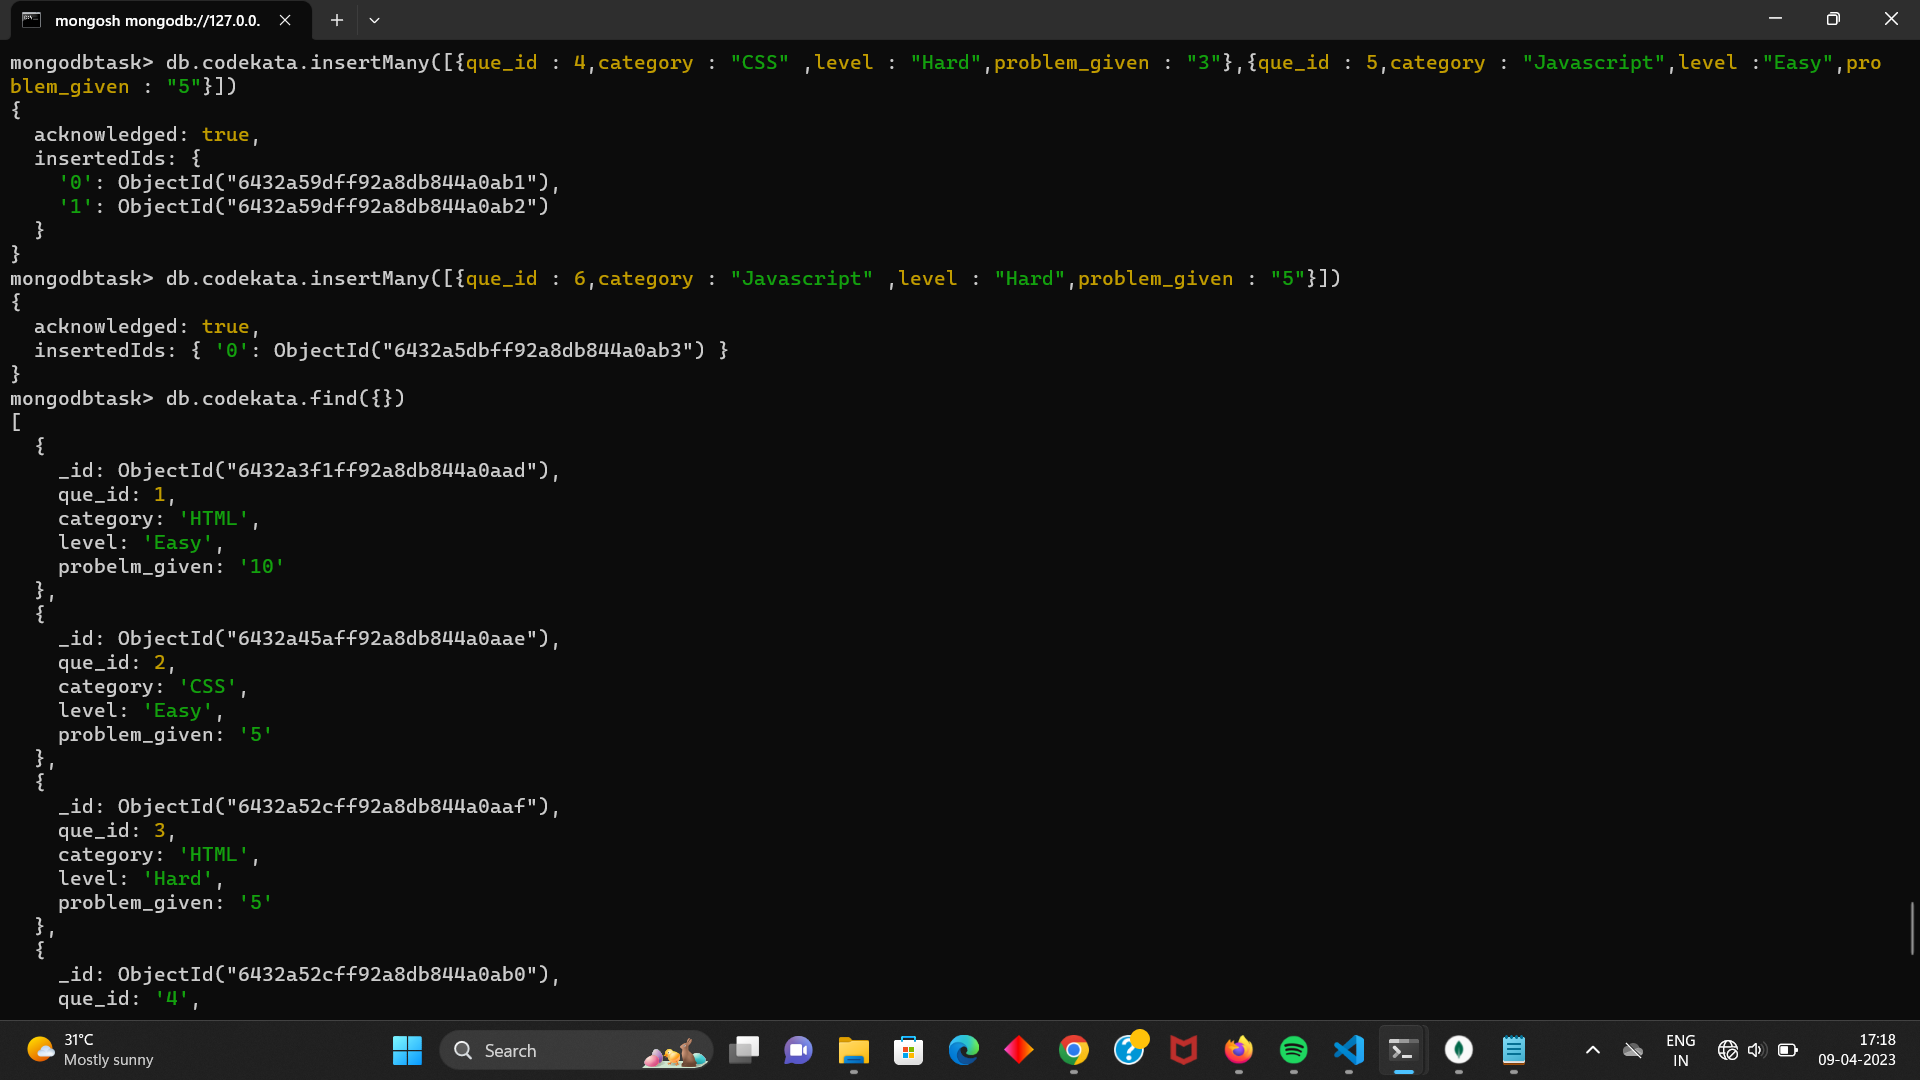 mongosh mongodb://127.0.0.
mongodbtask> db.codekata.insertMany([{que_id : 4,category : "CSS" ,level : "Hard",problem_given : "3"},{que_id : 5,category : "Javascript",level :"Easy",pro
blem_given : "5"}])
{
  acknowledged: true,
  insertedIds: {
    '0': ObjectId("6432a59dff92a8db844a0ab1"),
    '1': ObjectId("6432a59dff92a8db844a0ab2")
  }
}
mongodbtask> db.codekata.insertMany([{que_id : 6,category : "Javascript" ,level : "Hard",problem_given : "5"}])
{
  acknowledged: true,
  insertedIds: { '0': ObjectId("6432a5dbff92a8db844a0ab3") }
}
mongodbtask> db.codekata.find({})
[
  {
    _id: ObjectId("6432a3f1ff92a8db844a0aad"),
    que_id: 1,
    category: 'HTML',
    level: 'Easy',
    probelm_given: '10'
  },
  {
    _id: ObjectId("6432a45aff92a8db844a0aae"),
    que_id: 2,
    category: 'CSS',
    level: 'Easy',
    problem_given: '5'
  },
  {
    _id: ObjectId("6432a52cff92a8db844a0aaf"),
    que_id: 3,
    category: 'HTML',
    level: 'Hard',
    problem_given: '5'
  },
  {
    _id: ObjectId("6432a52cff92a8db844a0ab0"),
    que_id: '4',
31°C
Mostly sunny
Search
ENG
IN
17:18
09-04-2023